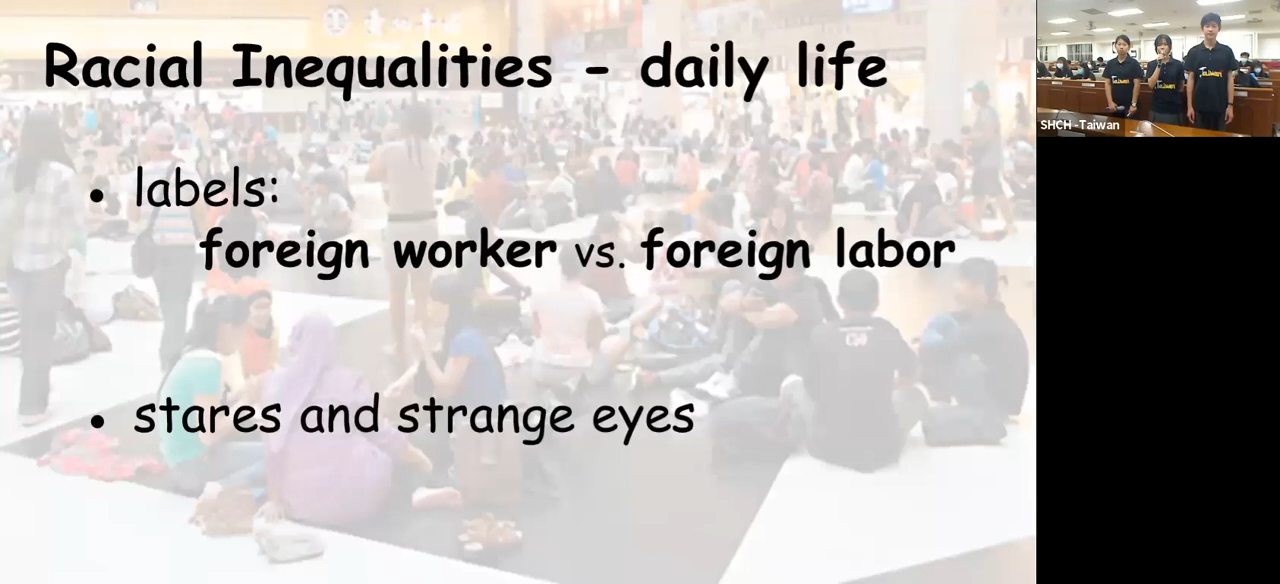 Racial Inequalities - daily life
• labels:
foreign worker vs. foreign labor
• stares and strange eyes
SHCH -Taiwan